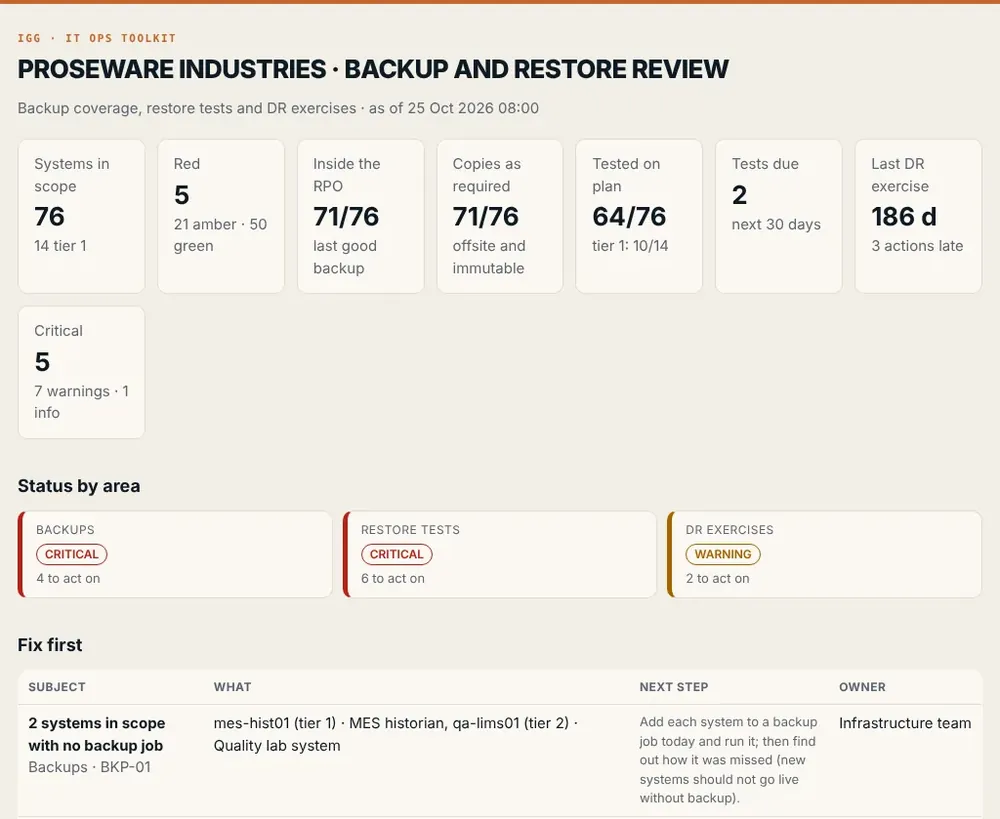 IGG · IT OPS TOOLKIT
PROSEWARE INDUSTRIES · BACKUP AND RESTORE REVIEW
Backup coverage, restore tests and DR exercises · as of 25 Oct 2026 08:00
Systems in
scope
76
14 tier 1
Red
5
21 amber · 50
green
Inside the
RPO
71/76
last good
backup
Copies as
required
71/76
offsite and
immutable
Tested on
plan
64/76
tier 1: 10/14
Tests due
2
next 30 days
Last DR
exercise
186 d
3 actions late
Critical
5
7 warnings · 1
info
Status by area
BACKUPS
CRITICAL
4 to act on
RESTORE TESTS
CRITICAL
6 to act on
DR EXERCISES
WARNING
2 to act on
Fix first
SUBJECT WHAT NEXT STEP OWNER
2 systems in scope
with no backup job
Backups · BKP-01
mes-hist01 (tier 1) · MES historian, qa-lims01 (tier 2) ·
Quality lab system
Add each system to a backup
job today and run it; then find
out how it was missed (new
systems should not go live
without backup).
Infrastructure team